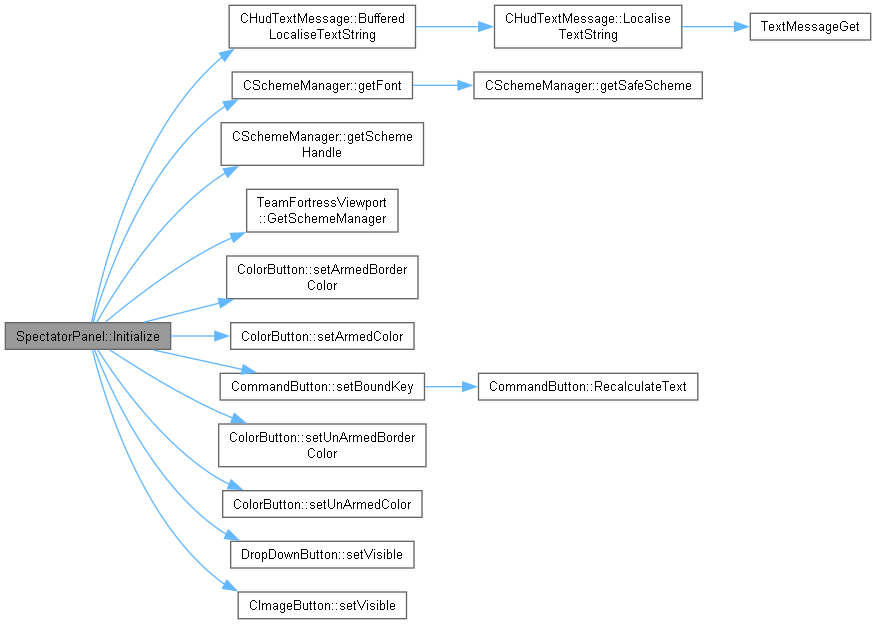 CHudTextMessage::Buffered
LocaliseTextString
CHudTextMessage::Localise
TextString
TextMessageGet
CSchemeManager::getFont
CSchemeManager::getSafeScheme
CSchemeManager::getScheme
Handle
TeamFortressViewport
::GetSchemeManager
ColorButton::setArmedBorder
Color
SpectatorPanel::Initialize
ColorButton::setArmedColor
CommandButton::setBoundKey
CommandButton::RecalculateText
ColorButton::setUnArmedBorder
Color
ColorButton::setUnArmedColor
DropDownButton::setVisible
CImageButton::setVisible